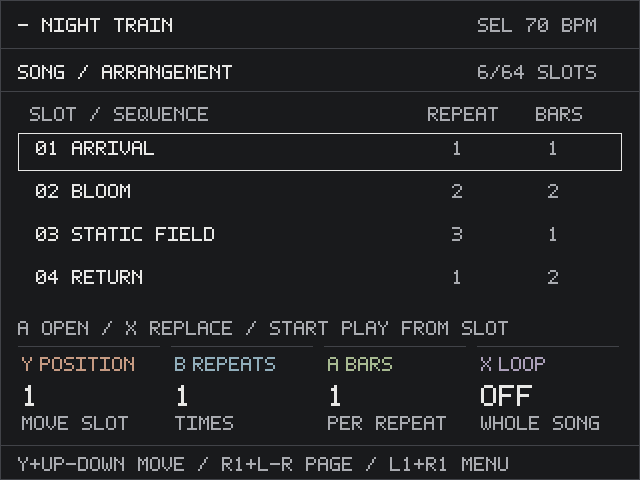 – NIGHT TRAIN SEL 70 BPM
SONG / ARRANGEMENT 6/64 SLOTS
SLOT / SEQUENCE REPEAT BARS
01 ARRIVAL 1 1
02 BLOOM 2 2
03 STATIC FIELD 3 1
04 RETURN 1 2
A OPEN / X REPLACE / START PLAY FROM SLOT
Y POSITION B REPEATS A BARS X LOOP
1 1 1 OFF
MOVE SLOT TIMES PER REPEAT WHOLE SONG
Y+UP-DOWN MOVE / R1+L-R PAGE / L1+R1 MENU